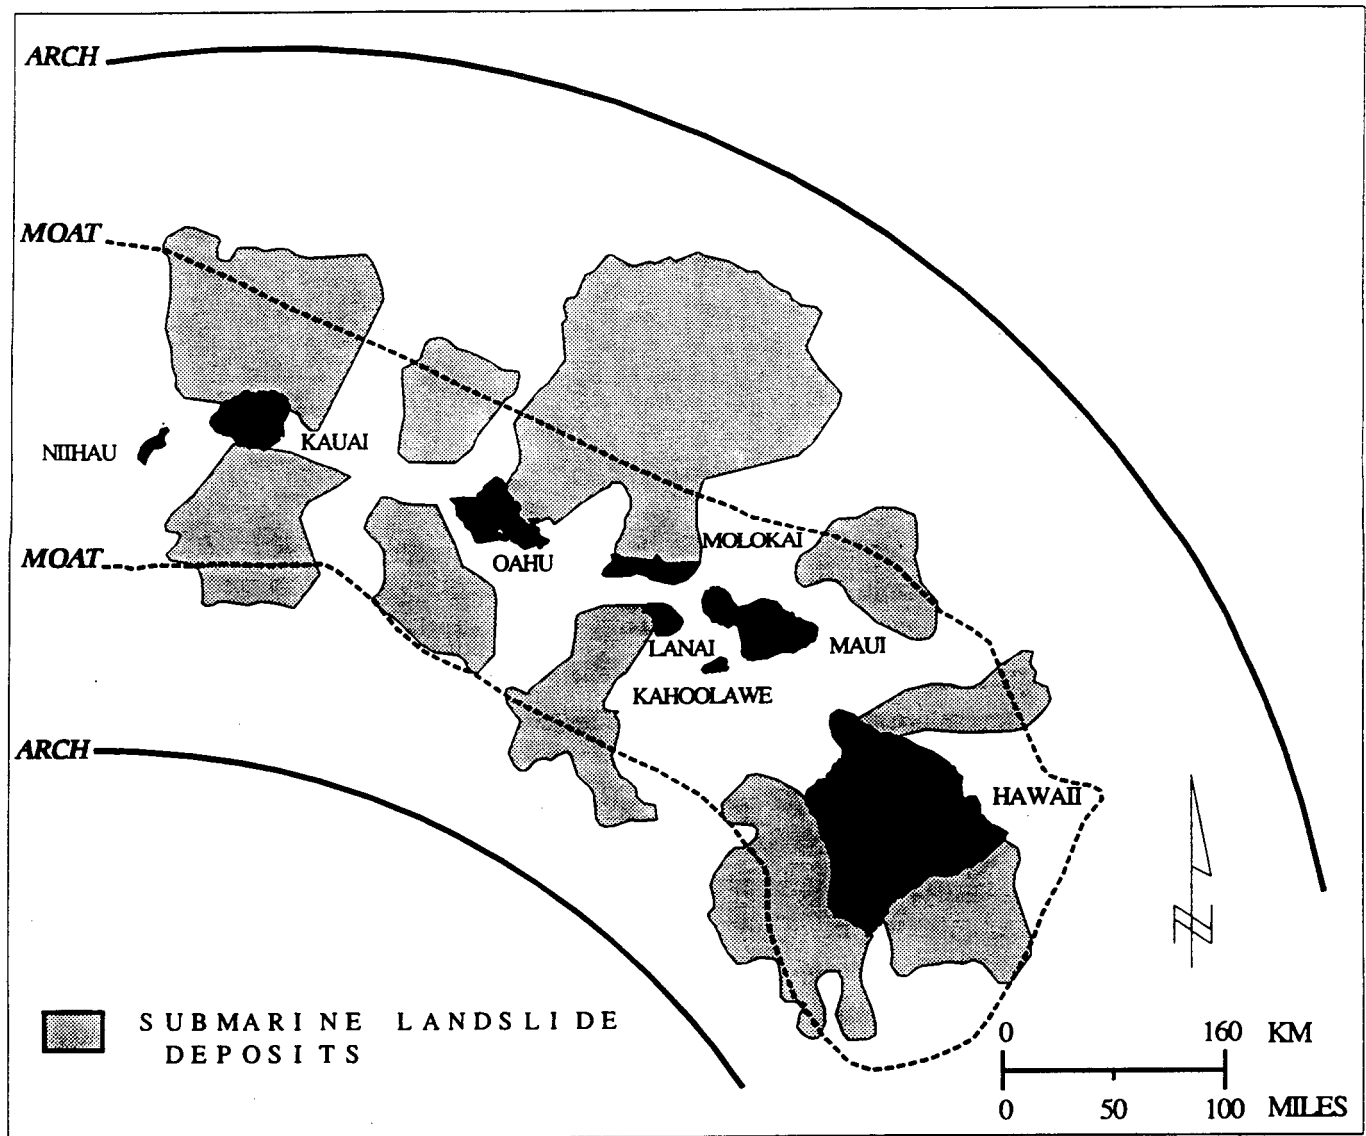 ARCH
MOAT
NIIHAU
KAUAI
MOAT
OAHU
MOLOKAI
LANAI
MAUI
KAHOOLAWE
ARCH
HAWAII
N
SUBMARINE LANDSLIDE
DEPOSITS
0 160 KM
0 50 100 MILES